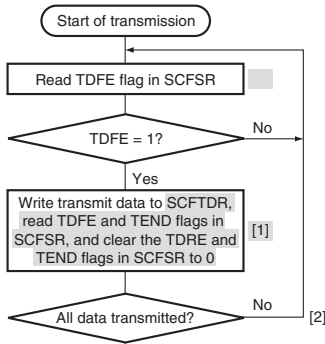 Start of transmission
Read TDFE flag in SCFSR
TDFE = 1?
No
Yes
Write transmit data to SCFTDR,
read TDFE and TEND flags in
SCFSR, and clear the TDRE and
TEND flags in SCFSR to 0
[1]
All data transmitted?
No
[2]